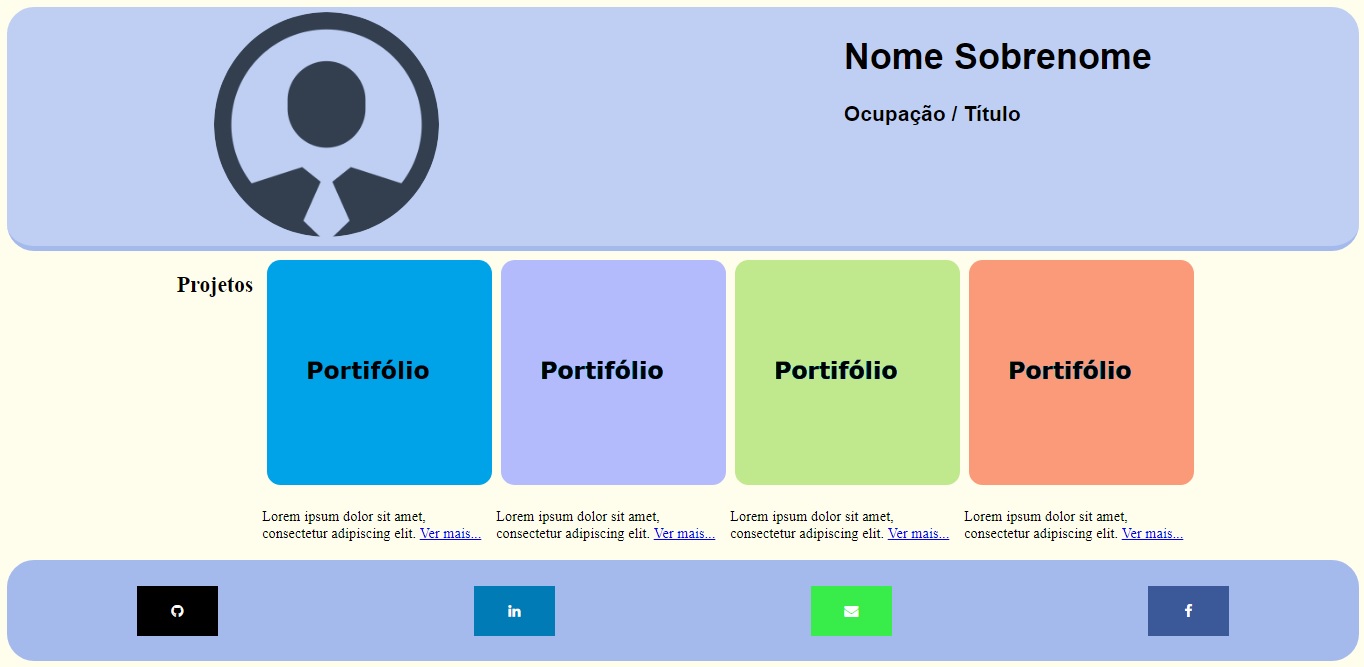 Nome Sobrenome
Ocupação / Título
Projetos
Portifólio
Portifólio
Portifólio
Portifólio
Lorem ipsum dolor sit amet,
consectetur adipiscing elit. Ver mais...
Lorem ipsum dolor sit amet,
consectetur adipiscing elit. Ver mais...
Lorem ipsum dolor sit amet,
consectetur adipiscing elit. Ver mais...
Lorem ipsum dolor sit amet,
consectetur adipiscing elit. Ver mais...
in
f